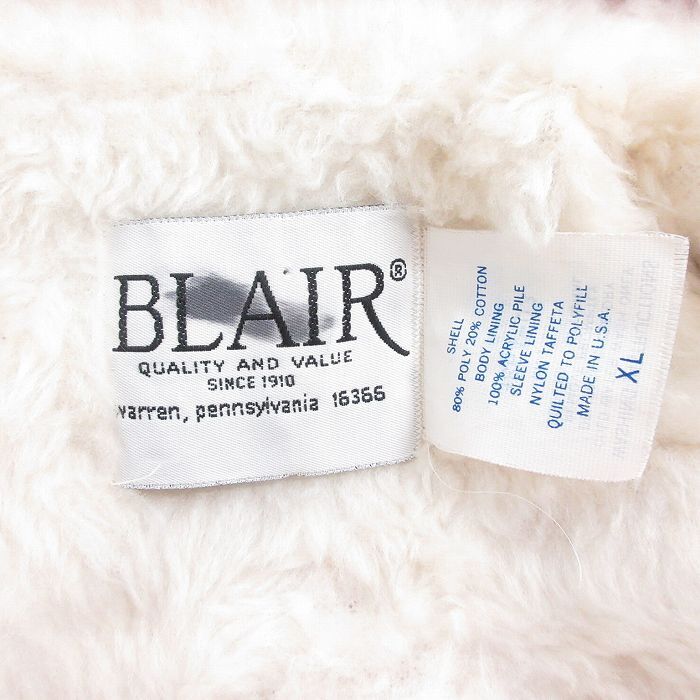 BLAIR®
QUALITY AND VALUE
SINCE 1910
warren, pennsylvania 16366
SHELL
80% POLY 20% COTTON
BODY LINING
100% ACRYLIC PILE
SLEEVE LINING
NYLON TAFFETA
QUILTED TO POLYFILL
MADE IN U.S.A.
XL